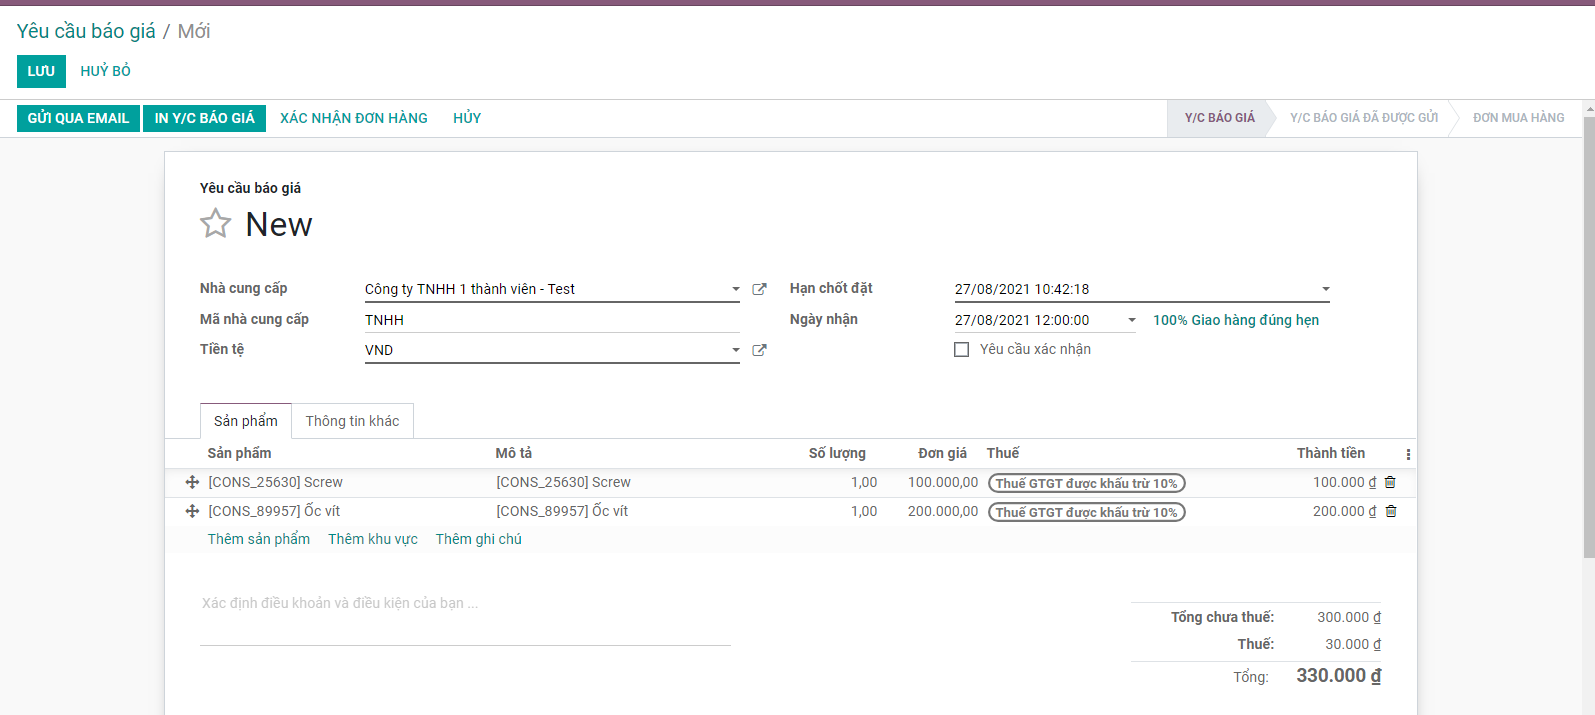 Yêu cầu báo giá / Mới
LƯU HUỶ BỎ
GỬI QUA EMAIL IN Y/C BÁO GIÁ XÁC NHẬN ĐƠN HÀNG HỦY Y/C BÁO GIÁ Y/C BÁO GIÁ ĐÃ ĐƯỢC GỬI ĐƠN MUA HÀNG
Yêu cầu báo giá
New
Nhà cung cấp Công ty TNHH 1 thành viên - Test Hạn chốt đặt 27/08/2021 10:42:18
Mã nhà cung cấp TNHH Ngày nhận 27/08/2021 12:00:00 100% Giao hàng đúng hẹn
Tiền tệ VND Yêu cầu xác nhận
Sản phẩm Thông tin khác
Sản phẩm Mô tả Số lượng Đơn giá Thuế Thành tiền
[CONS_25630] Screw [CONS_25630] Screw 1,00 100.000,00 Thuế GTGT được khấu trừ 10% 100.000 ₫
[CONS_89957] Ốc vít [CONS_89957] Ốc vít 1,00 200.000,00 Thuế GTGT được khấu trừ 10% 200.000 ₫
Thêm sản phẩm Thêm khu vực Thêm ghi chú
Xác định điều khoản và điều kiện của bạn ...
Tổng chưa thuế: 300.000 ₫
Thuế: 30.000 ₫
Tổng: 330.000 ₫